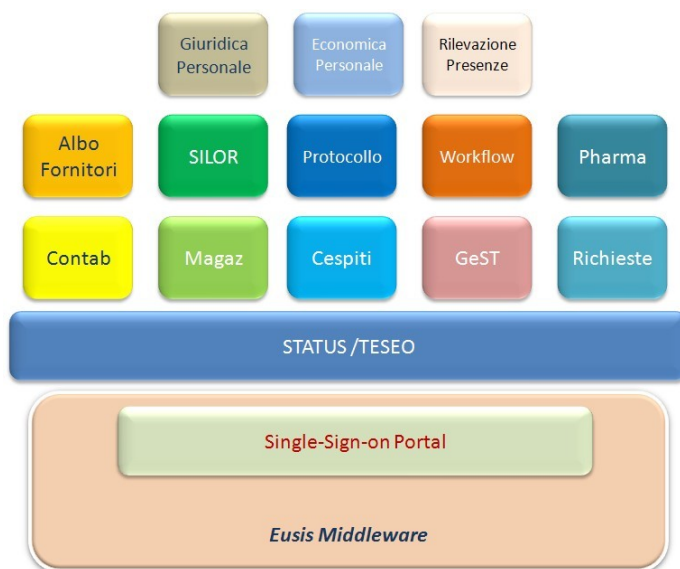 Giuridica
Personale
Economica
Personale
Rilevazione
Presenze
Albo
Fornitori
SILOR
Protocollo
Workflow
Pharma
Contab
Magaz
Cespiti
GeST
Richieste
STATUS /TESEO
Single-Sign-on Portal
Eusis Middleware